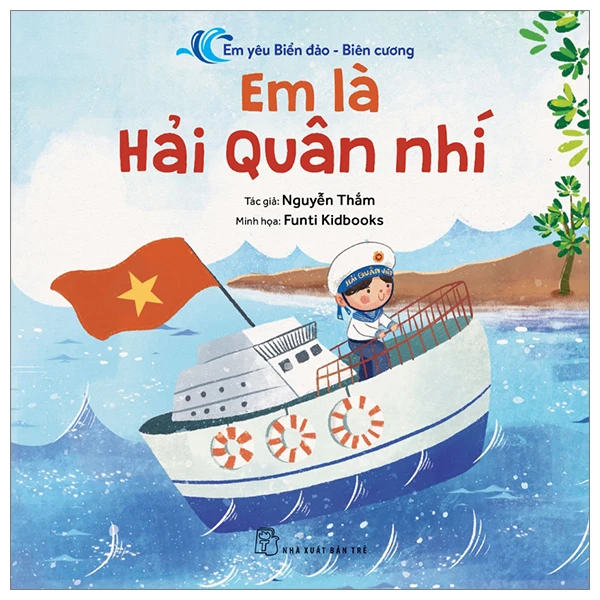 Em yêu Biển đảo - Biên cương
Em là
Hải Quân nhí
Tác giả: Nguyễn Thắm
Minh họa: Funti Kidbooks
HẢI QUÂN VIỆT
NHÀ XUẤT BẢN TRẺ